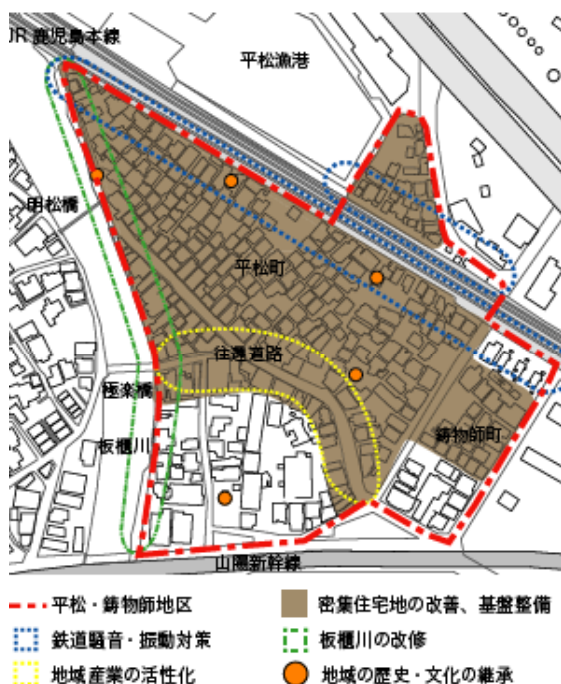 JR 鹿児島本線
平松漁港
明松橋
平松町
往還道路
極楽橋
鋳物師町
板櫃川
山陽新幹線
平松・鋳物師地区
密集住宅地の改善、基盤整備
鉄道騒音・振動対策
板櫃川の改修
地域産業の活性化
地域の歴史・文化の継承